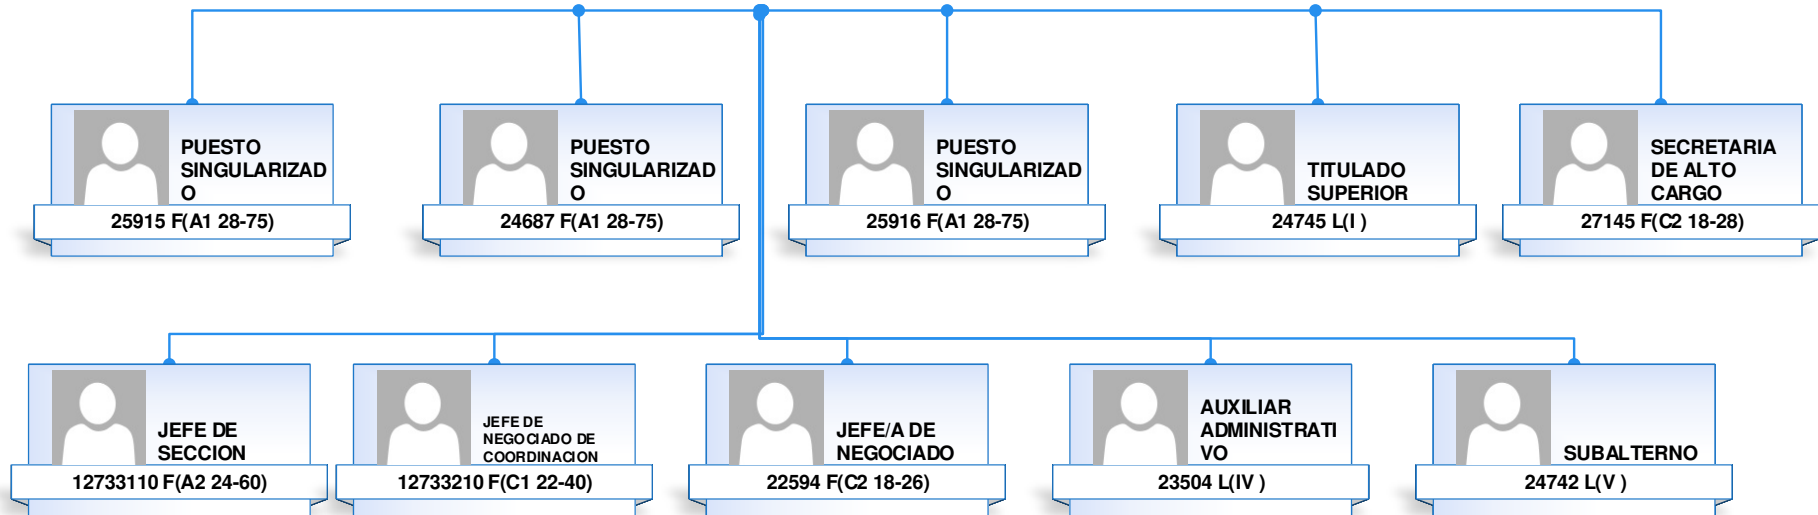 PUESTO
SINGULARIZAD
O
25915 F(A1 28-75)
PUESTO
SINGULARIZAD
O
24687 F(A1 28-75)
PUESTO
SINGULARIZAD
O
25916 F(A1 28-75)
TITULADO
SUPERIOR
24745 L(I )
SECRETARIA
DE ALTO
CARGO
27145 F(C2 18-28)
JEFE DE
SECCION
12733110 F(A2 24-60)
JEFE DE
NEGOCIADO DE
COORDINACION
12733210 F(C1 22-40)
JEFE/A DE
NEGOCIADO
22594 F(C2 18-26)
AUXILIAR
ADMINISTRATI
VO
23504 L(IV )
SUBALTERNO
24742 L(V )